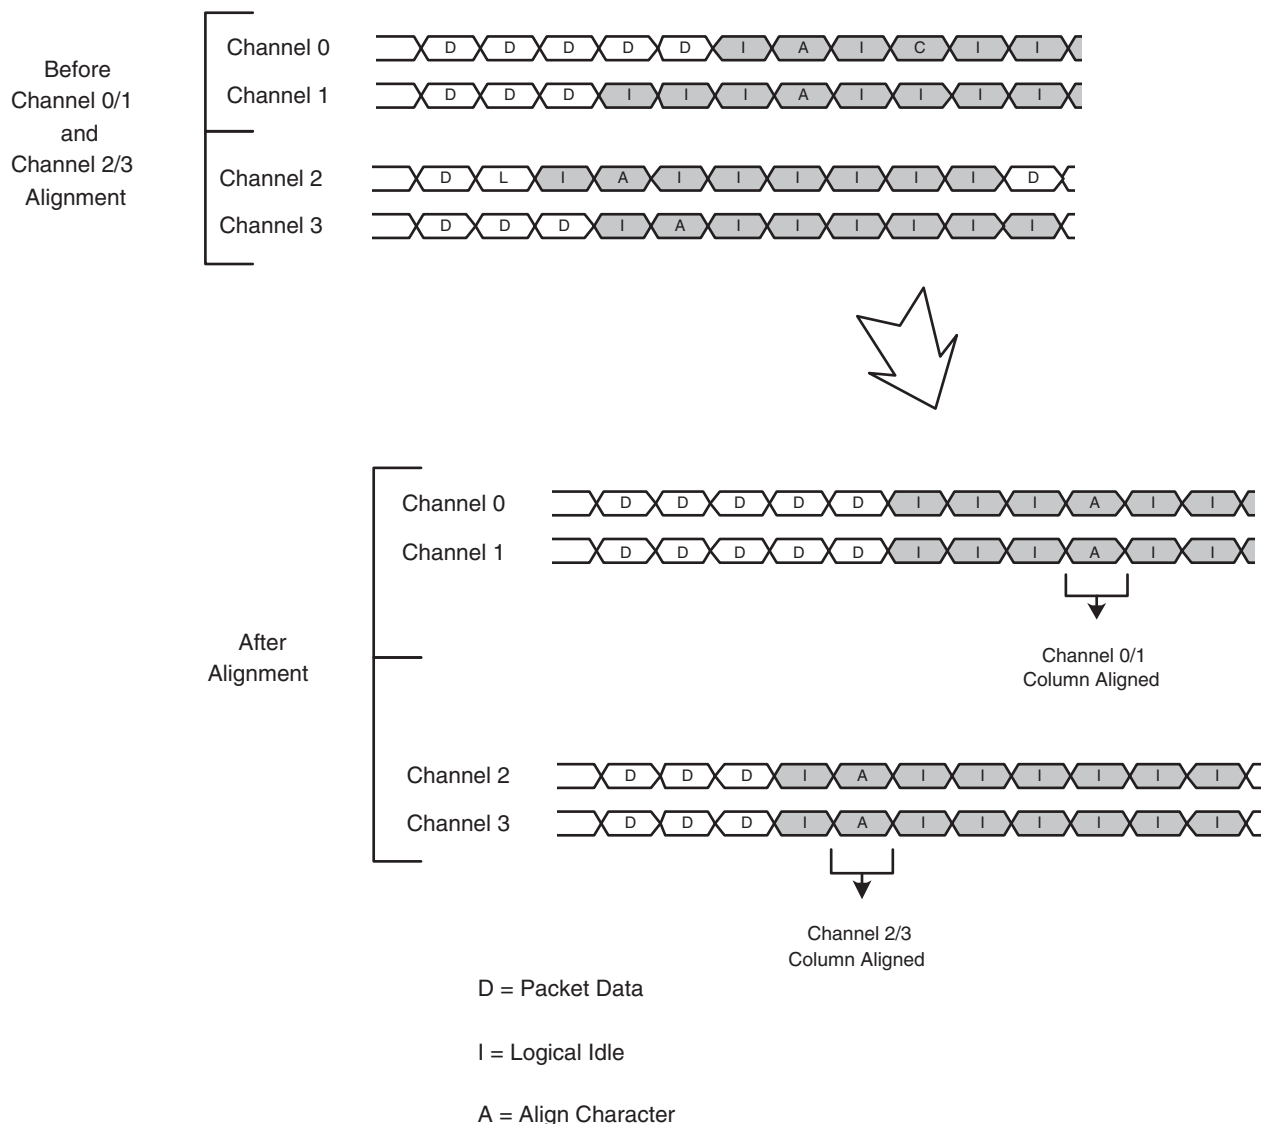 Before
Channel 0/1
and
Channel 2/3
Alignment
Channel 0 D D D D D I A I C I I
Channel 1 D D D I I I A I I I I
Channel 2 D L I A I I I I I I D
Channel 3 D D D I A I I I I I I
After
Alignment
Channel 0 D D D D D I I I A I I
Channel 1 D D D D D I I I A I I
Channel 0/1
Column Aligned
Channel 2 D D D I A I I I I I I
Channel 3 D D D I A I I I I I I
Channel 2/3
Column Aligned
D = Packet Data
I = Logical Idle
A = Align Character